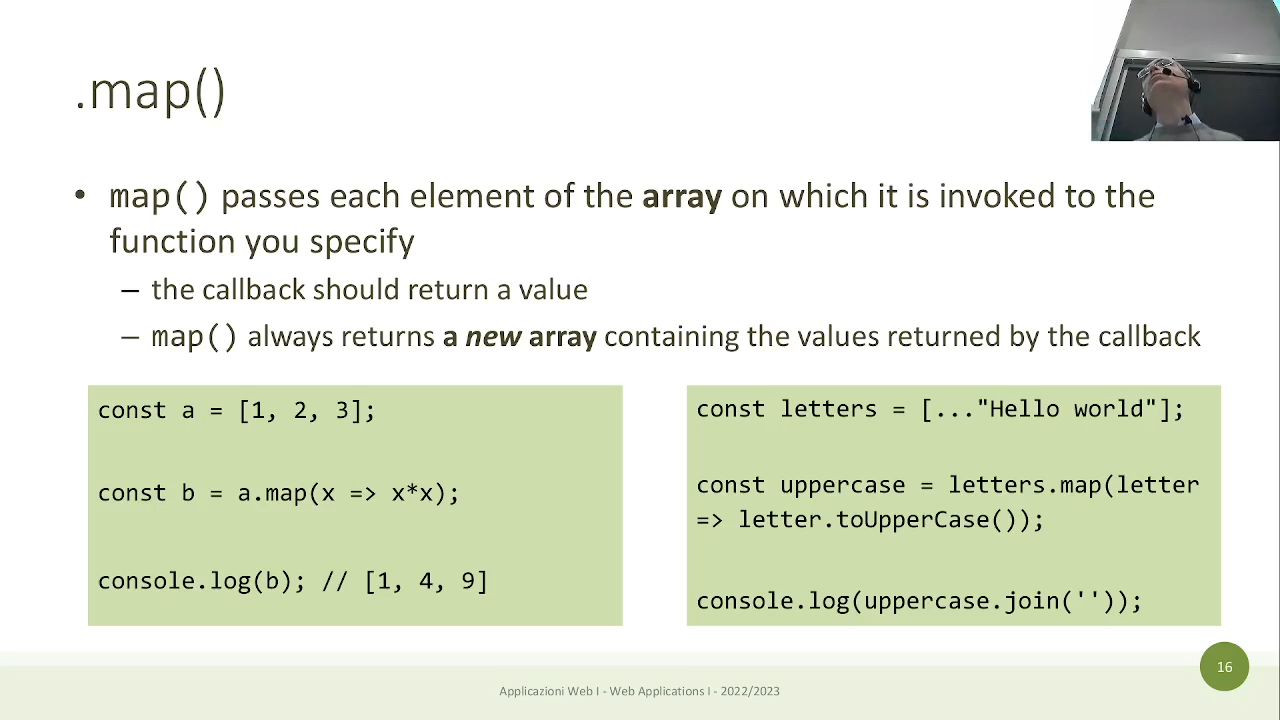 .map()
• map() passes each element of the array on which it is invoked to the
function you specify
– the callback should return a value
– map() always returns a new array containing the values returned by the callback
const a = [1, 2, 3];
const b = a.map(x => x*x);
console.log(b); // [1, 4, 9]
const letters = [..."Hello world"];
const uppercase = letters.map(letter
=> letter.toUpperCase());
console.log(uppercase.join(''));
Applicazioni Web I - Web Applications I - 2022/2023
16